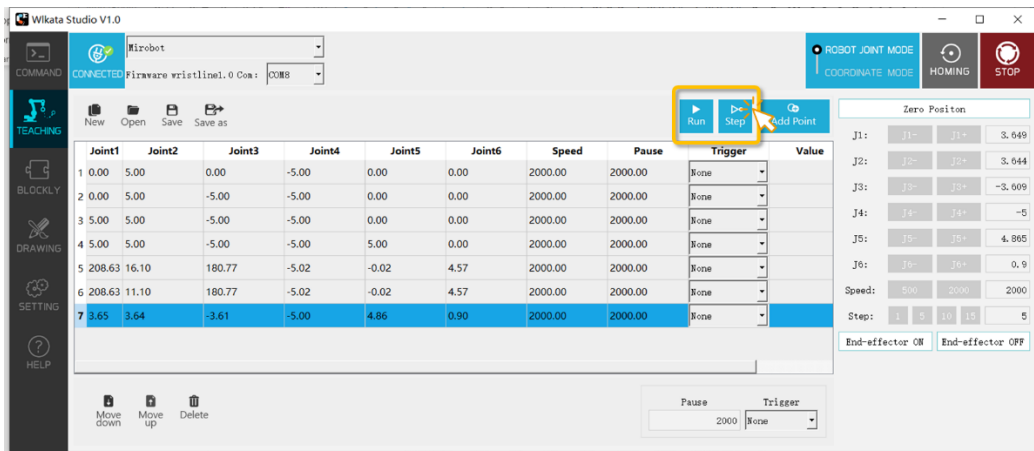 Wlkata Studio V1.0
COMMAND
CONNECTED
Mirobot
Firmware wristline1.0 Com: COM8
ROBOT JOINT MODE
COORDINATE MODE
HOMING
STOP
TEACHING
New Open Save Save as
Run Step Add Point
Joint1 Joint2 Joint3 Joint4 Joint5 Joint6 Speed Pause Trigger Value
1 0.00 5.00 0.00 -5.00 0.00 0.00 2000.00 2000.00 None
2 0.00 5.00 -5.00 -5.00 0.00 0.00 2000.00 2000.00 None
3 5.00 5.00 -5.00 -5.00 0.00 0.00 2000.00 2000.00 None
4 5.00 5.00 -5.00 -5.00 5.00 0.00 2000.00 2000.00 None
5 208.63 16.10 180.77 -5.02 -0.02 4.57 2000.00 2000.00 None
6 208.63 11.10 180.77 -5.02 -0.02 4.57 2000.00 2000.00 None
7 3.65 3.64 -3.61 -5.00 4.86 0.90 2000.00 2000.00 None
BLOCKLY
DRAWING
SETTING
HELP
Zero Positon
J1: J1- J1+ 3.649
J2: J2- J2+ 3.644
J3: J3- J3+ -3.609
J4: J4- J4+ -5
J5: J5- J5+ 4.865
J6: J6- J6+ 0.9
Speed: 500 2000 2000
Step: 1 5 10 15 5
End-effector ON End-effector OFF
Move down
Move up
Delete
Pause Trigger
2000 None